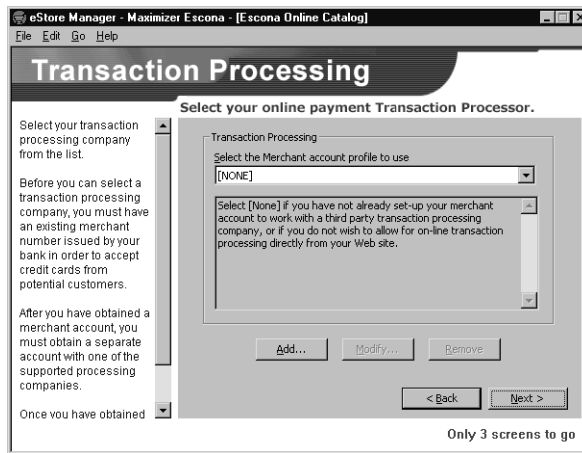 eStore Manager - Maximizer Escona - [Escona Online Catalog]
File Edit Go Help
Transaction Processing
Select your online payment Transaction Processor.
Select your transaction
processing company
from the list.
Before you can select a
transaction processing
company, you must have
an existing merchant
number issued by your
bank in order to accept
credit cards from
potential customers.
After you have obtained a
merchant account, you
must obtain a separate
account with one of the
supported processing
companies.
Once you have obtained
Transaction Processing
Select the Merchant account profile to use
[NONE]
Select [None] if you have not already set-up your merchant
account to work with a third party transaction processing
company, or if you do not wish to allow for on-line transaction
processing directly from your Web site.
Add... Modify... Remove
< Back Next >
Only 3 screens to go